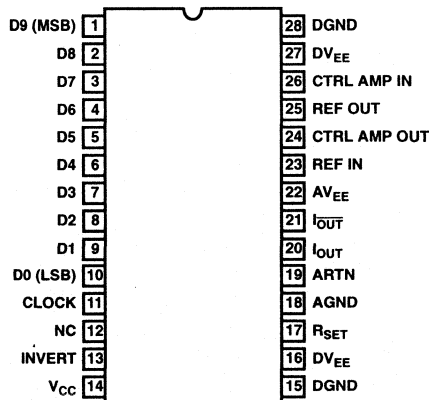 D9 (MSB) 1 28 DGND
D8 2 27 DVEE
D7 3 26 CTRL AMP IN
D6 4 25 REF OUT
D5 5 24 CTRL AMP OUT
D4 6 23 REF IN
D3 7 22 AVEE
D2 8 21 I̅O̅U̅T̅
D1 9 20 IOUT
D0 (LSB) 10 19 ARTN
CLOCK 11 18 AGND
NC 12 17 RSET
INVERT 13 16 DVEE
VCC 14 15 DGND